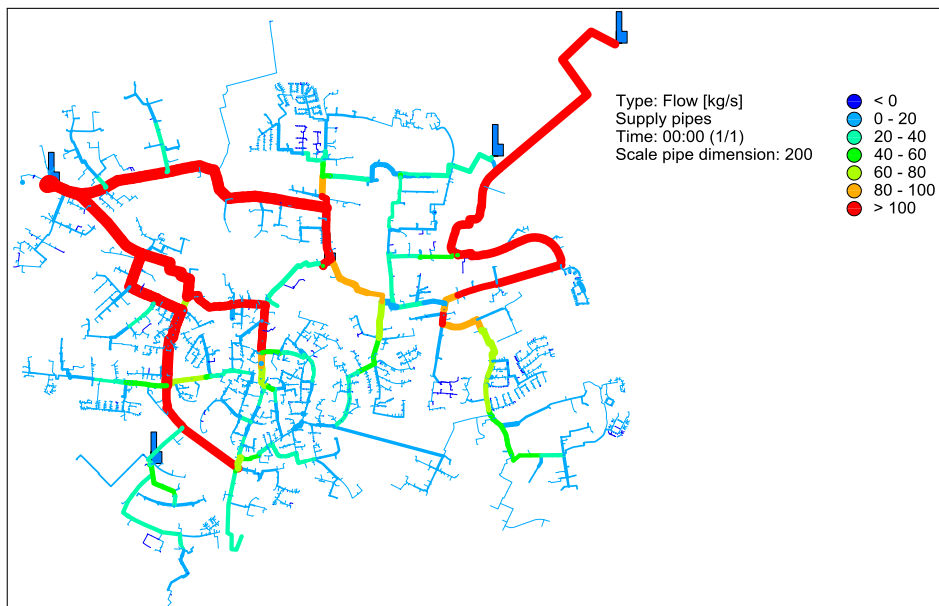 Type: Flow [kg/s]
Supply pipes
Time: 00:00 (1/1)
Scale pipe dimension: 200
< 0
0 - 20
20 - 40
40 - 60
60 - 80
80 - 100
> 100